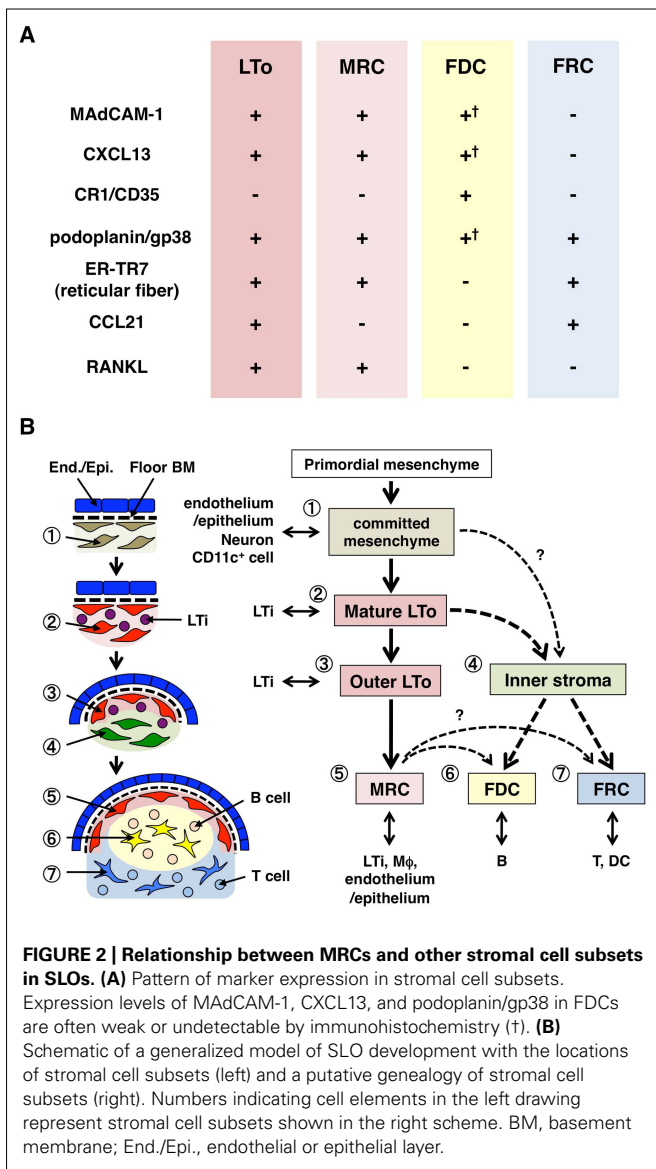 A
LTo MRC FDC FRC
MAdCAM-1 + + +† -
CXCL13 + + +† -
CR1/CD35 - - + -
podoplanin/gp38 + + +† +
ER-TR7
(reticular fiber) + + - +
CCL21 + - - +
RANKL + + - -
B
End./Epi. Floor BM
①
②
LTi
③
④
⑤
⑥
⑦
B cell
T cell
Primordial mesenchyme
endothelium
/epithelium
Neuron
CD11c+ cell
①
committed
mesenchyme
?
②
LTi
Mature LTo
③
LTi
Outer LTo
④
Inner stroma
?
⑤ MRC ⑥ FDC ⑦ FRC
LTi, Mϕ,
endothelium
/epithelium
B
T, DC
FIGURE 2 | Relationship between MRCs and other stromal cell subsets
in SLOs. (A) Pattern of marker expression in stromal cell subsets.
Expression levels of MAdCAM-1, CXCL13, and podoplanin/gp38 in FDCs
are often weak or undetectable by immunohistochemistry (†). (B)
Schematic of a generalized model of SLO development with the locations
of stromal cell subsets (left) and a putative genealogy of stromal cell
subsets (right). Numbers indicating cell elements in the left drawing
represent stromal cell subsets shown in the right scheme. BM, basement
membrane; End./Epi., endothelial or epithelial layer.